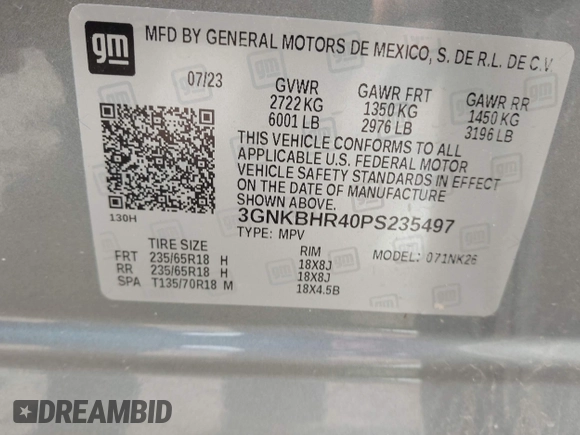 gm MFD BY GENERAL MOTORS DE MEXICO, S. DE R.L. DE C.V.
07/23 GVWR GAWR FRT GAWR RR
2722 KG 1350 KG 1450 KG
6001 LB 2976 LB 3196 LB
THIS VEHICLE CONFORMS TO ALL
APPLICABLE U.S. FEDERAL MOTOR
VEHICLE SAFETY STANDARDS IN EFFECT
ON THE DATE OF MANUFACTURE
SHOWN ABOVE.
130H 3GNKBHR40PS235497
TYPE: MPV MODEL: 071NK26
TIRE SIZE RIM
FRT 235/65R18 H 18X8J
RR 235/65R18 H 18X8J
SPA T135/70R18 M 18X4.5B
DREAMBID